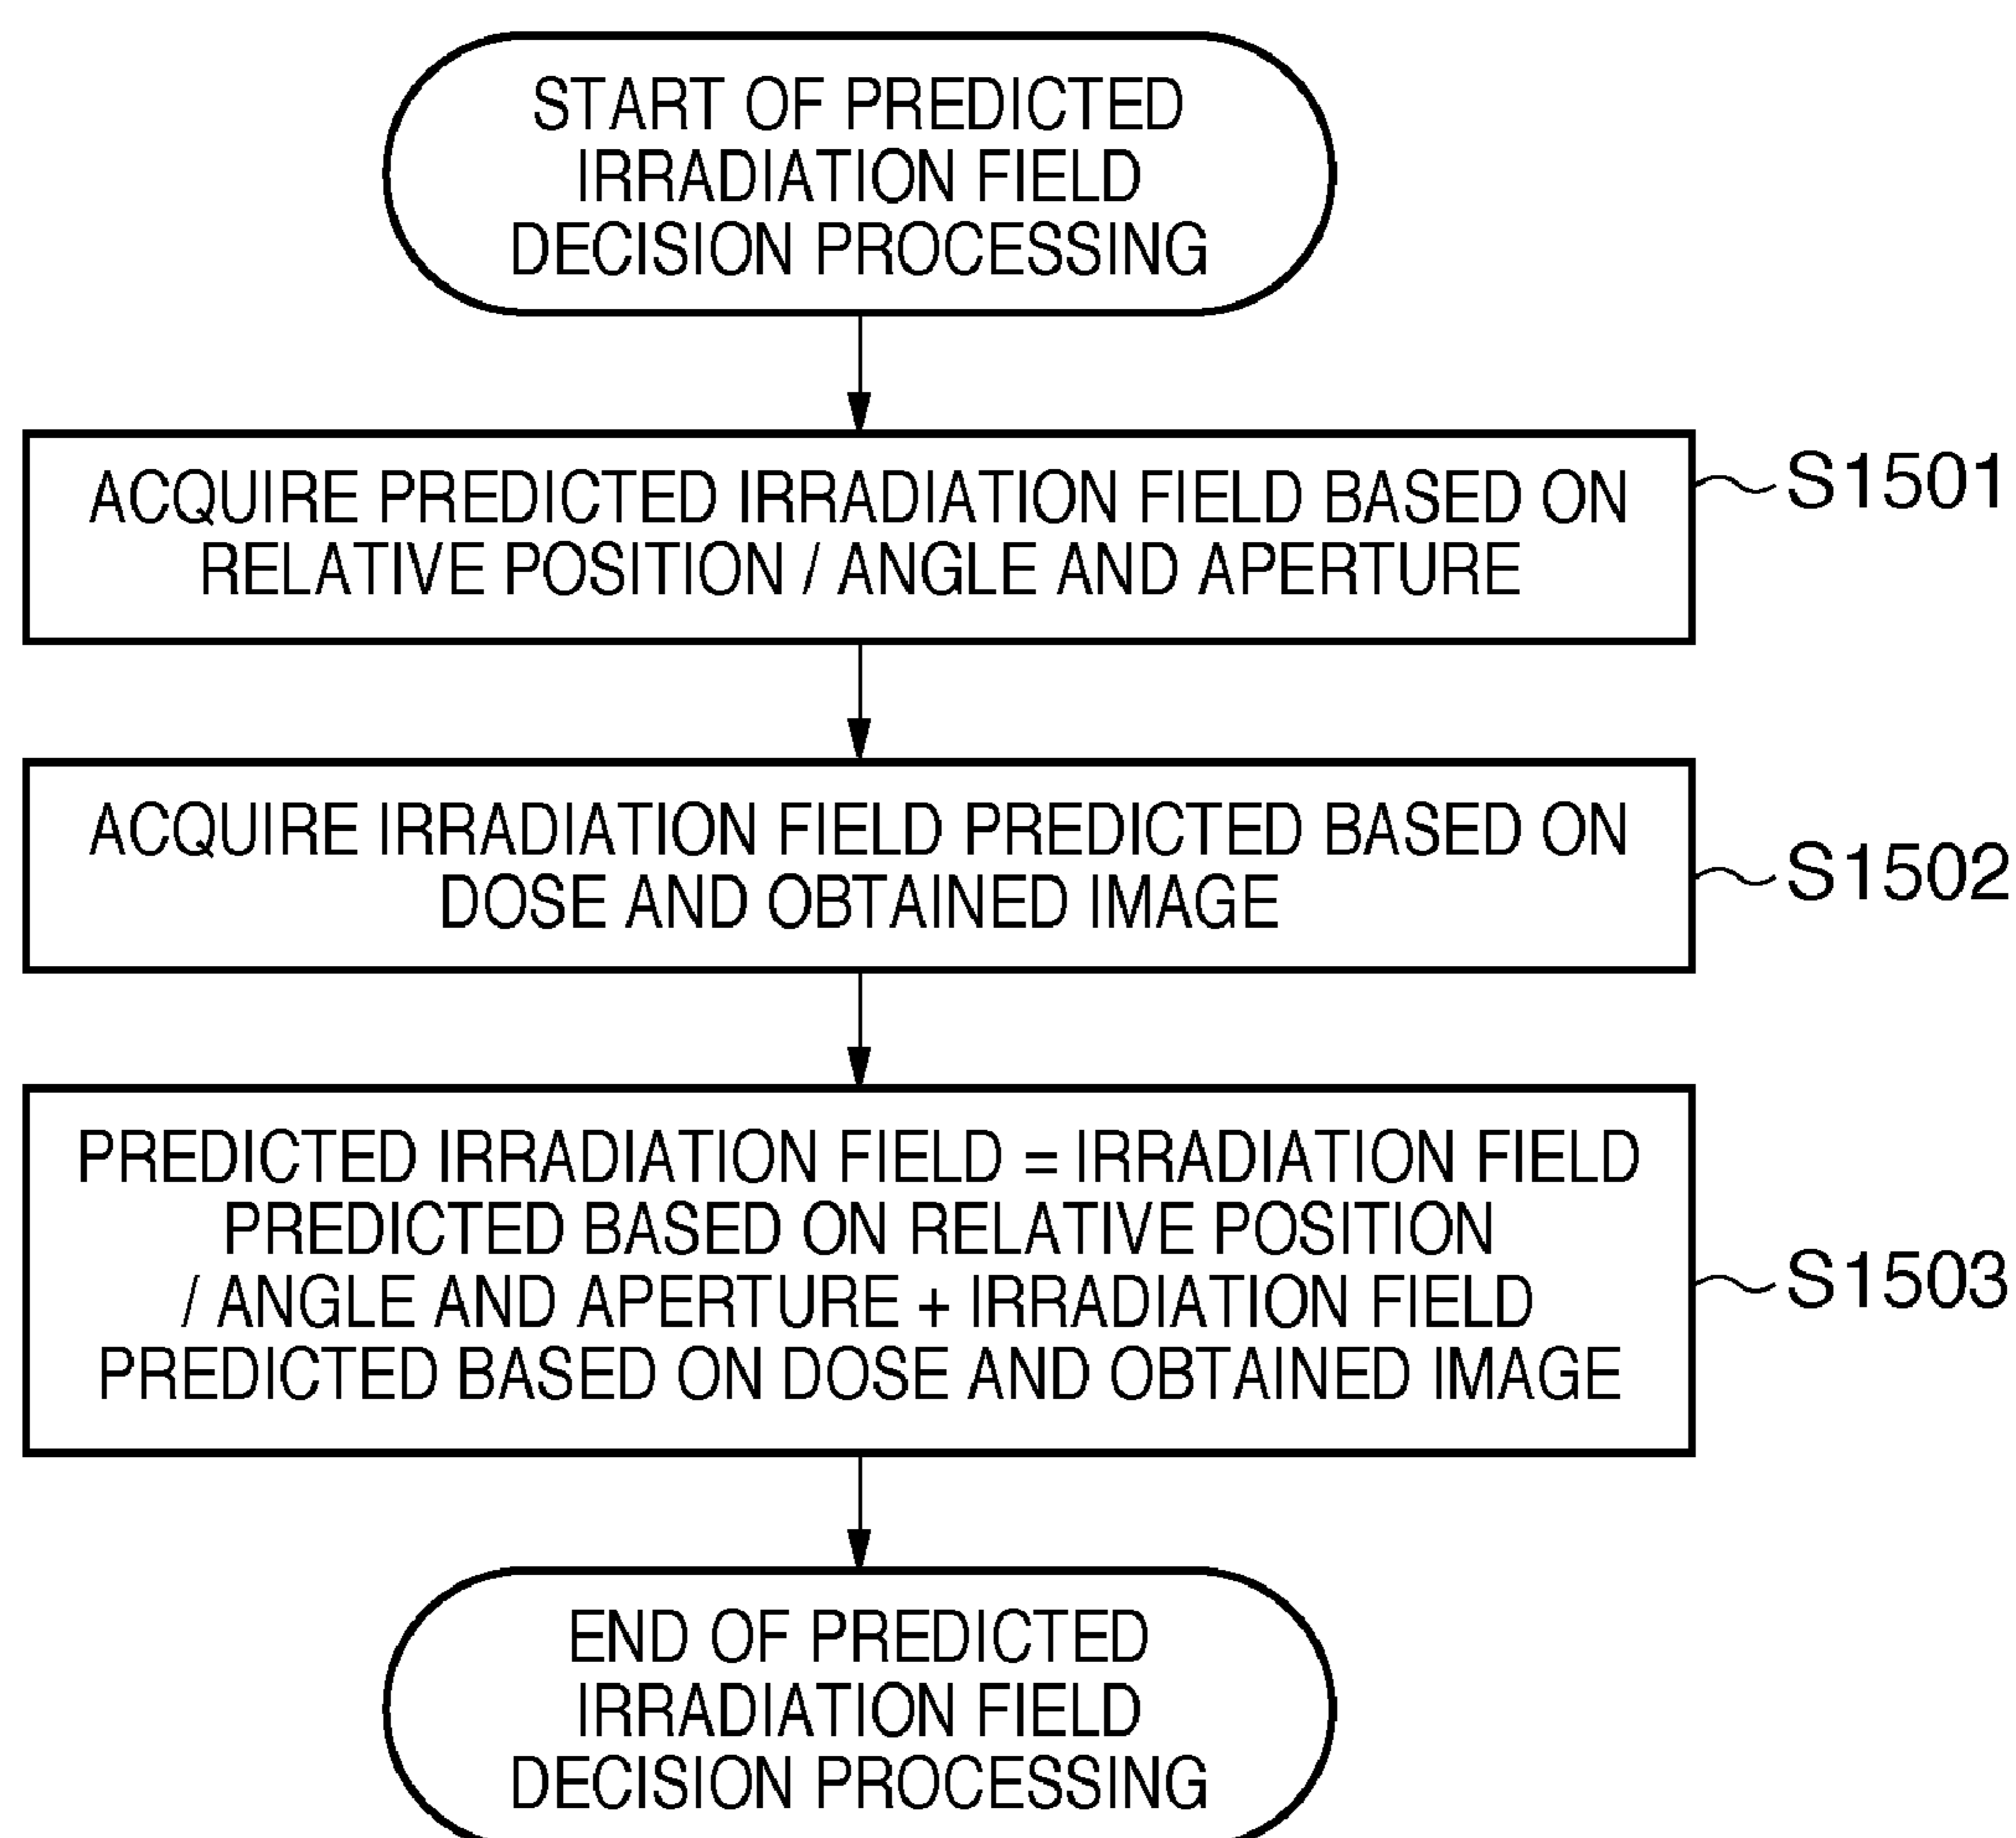 START OF PREDICTED
IRRADIATION FIELD
DECISION PROCESSING
ACQUIRE PREDICTED IRRADIATION FIELD BASED ON
RELATIVE POSITION / ANGLE AND APERTURE
S1501
ACQUIRE IRRADIATION FIELD PREDICTED BASED ON
DOSE AND OBTAINED IMAGE
S1502
PREDICTED IRRADIATION FIELD = IRRADIATION FIELD
PREDICTED BASED ON RELATIVE POSITION
/ ANGLE AND APERTURE + IRRADIATION FIELD
PREDICTED BASED ON DOSE AND OBTAINED IMAGE
S1503
END OF PREDICTED
IRRADIATION FIELD
DECISION PROCESSING